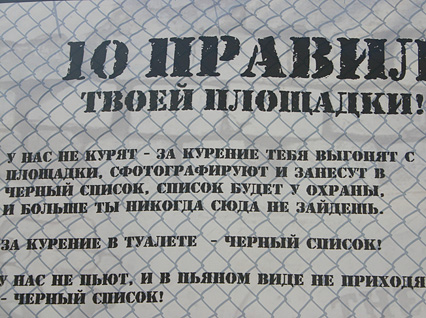 10 ПРАВИЛ
ТВОЕЙ ПЛОЩАДКИ!
У НАС НЕ КУРЯТ - ЗА КУРЕНИЕ ТЕБЯ ВЫГОНЯТ С
ПЛОЩАДКИ, СФОТОГРАФИРУЮТ И ЗАНЕСУТ В
ЧЕРНЫЙ СПИСОК, СПИСОК БУДЕТ У ОХРАНЫ,
И БОЛЬШЕ ТЫ НИКОГДА СЮДА НЕ ЗАЙДЕШЬ.
ЗА КУРЕНИЕ В ТУАЛЕТЕ - ЧЕРНЫЙ СПИСОК!
У НАС НЕ ПЬЮТ, И В ПЬЯНОМ ВИДЕ НЕ ПРИХОДЯ
- ЧЕРНЫЙ СПИСОК!